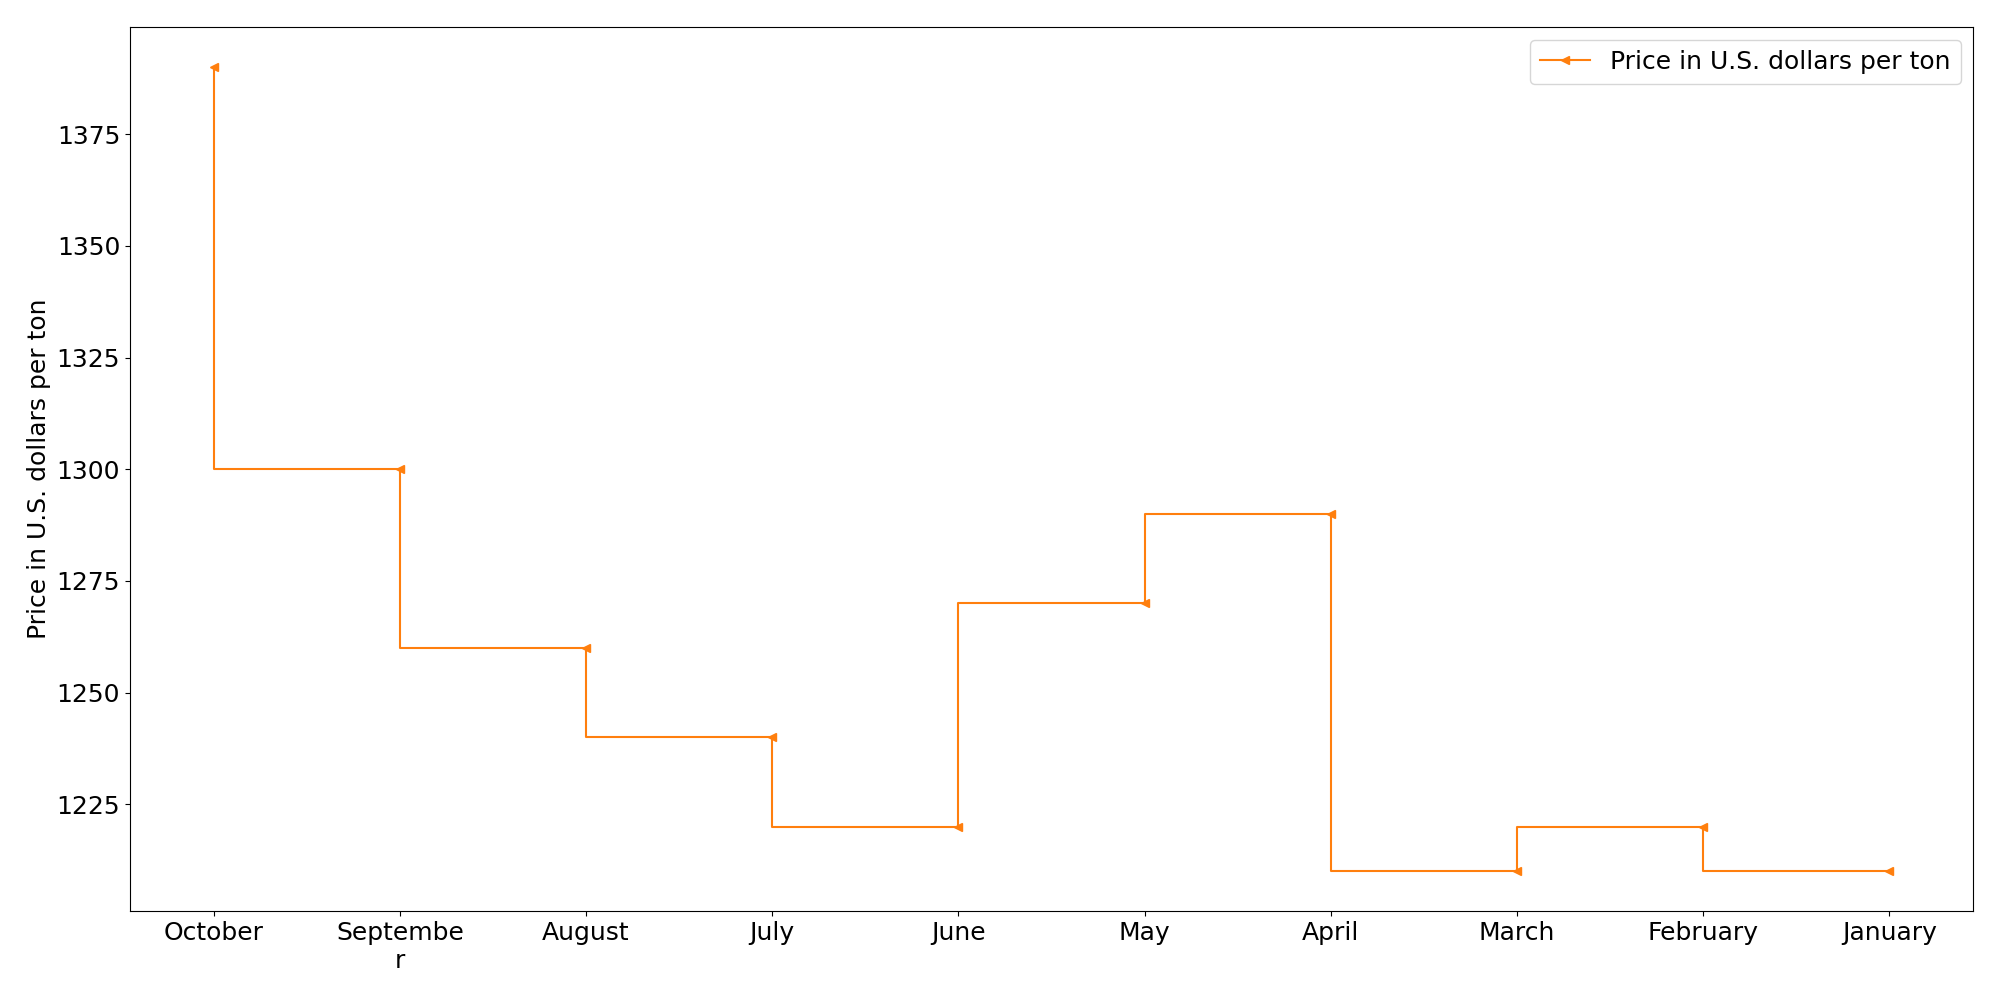 Price in U.S. dollars per ton
1375
1350
1325
1300
1275
1250
1225
Price in U.S. dollars per ton
October
Septembe
r
August
July
June
May
April
March
February
January